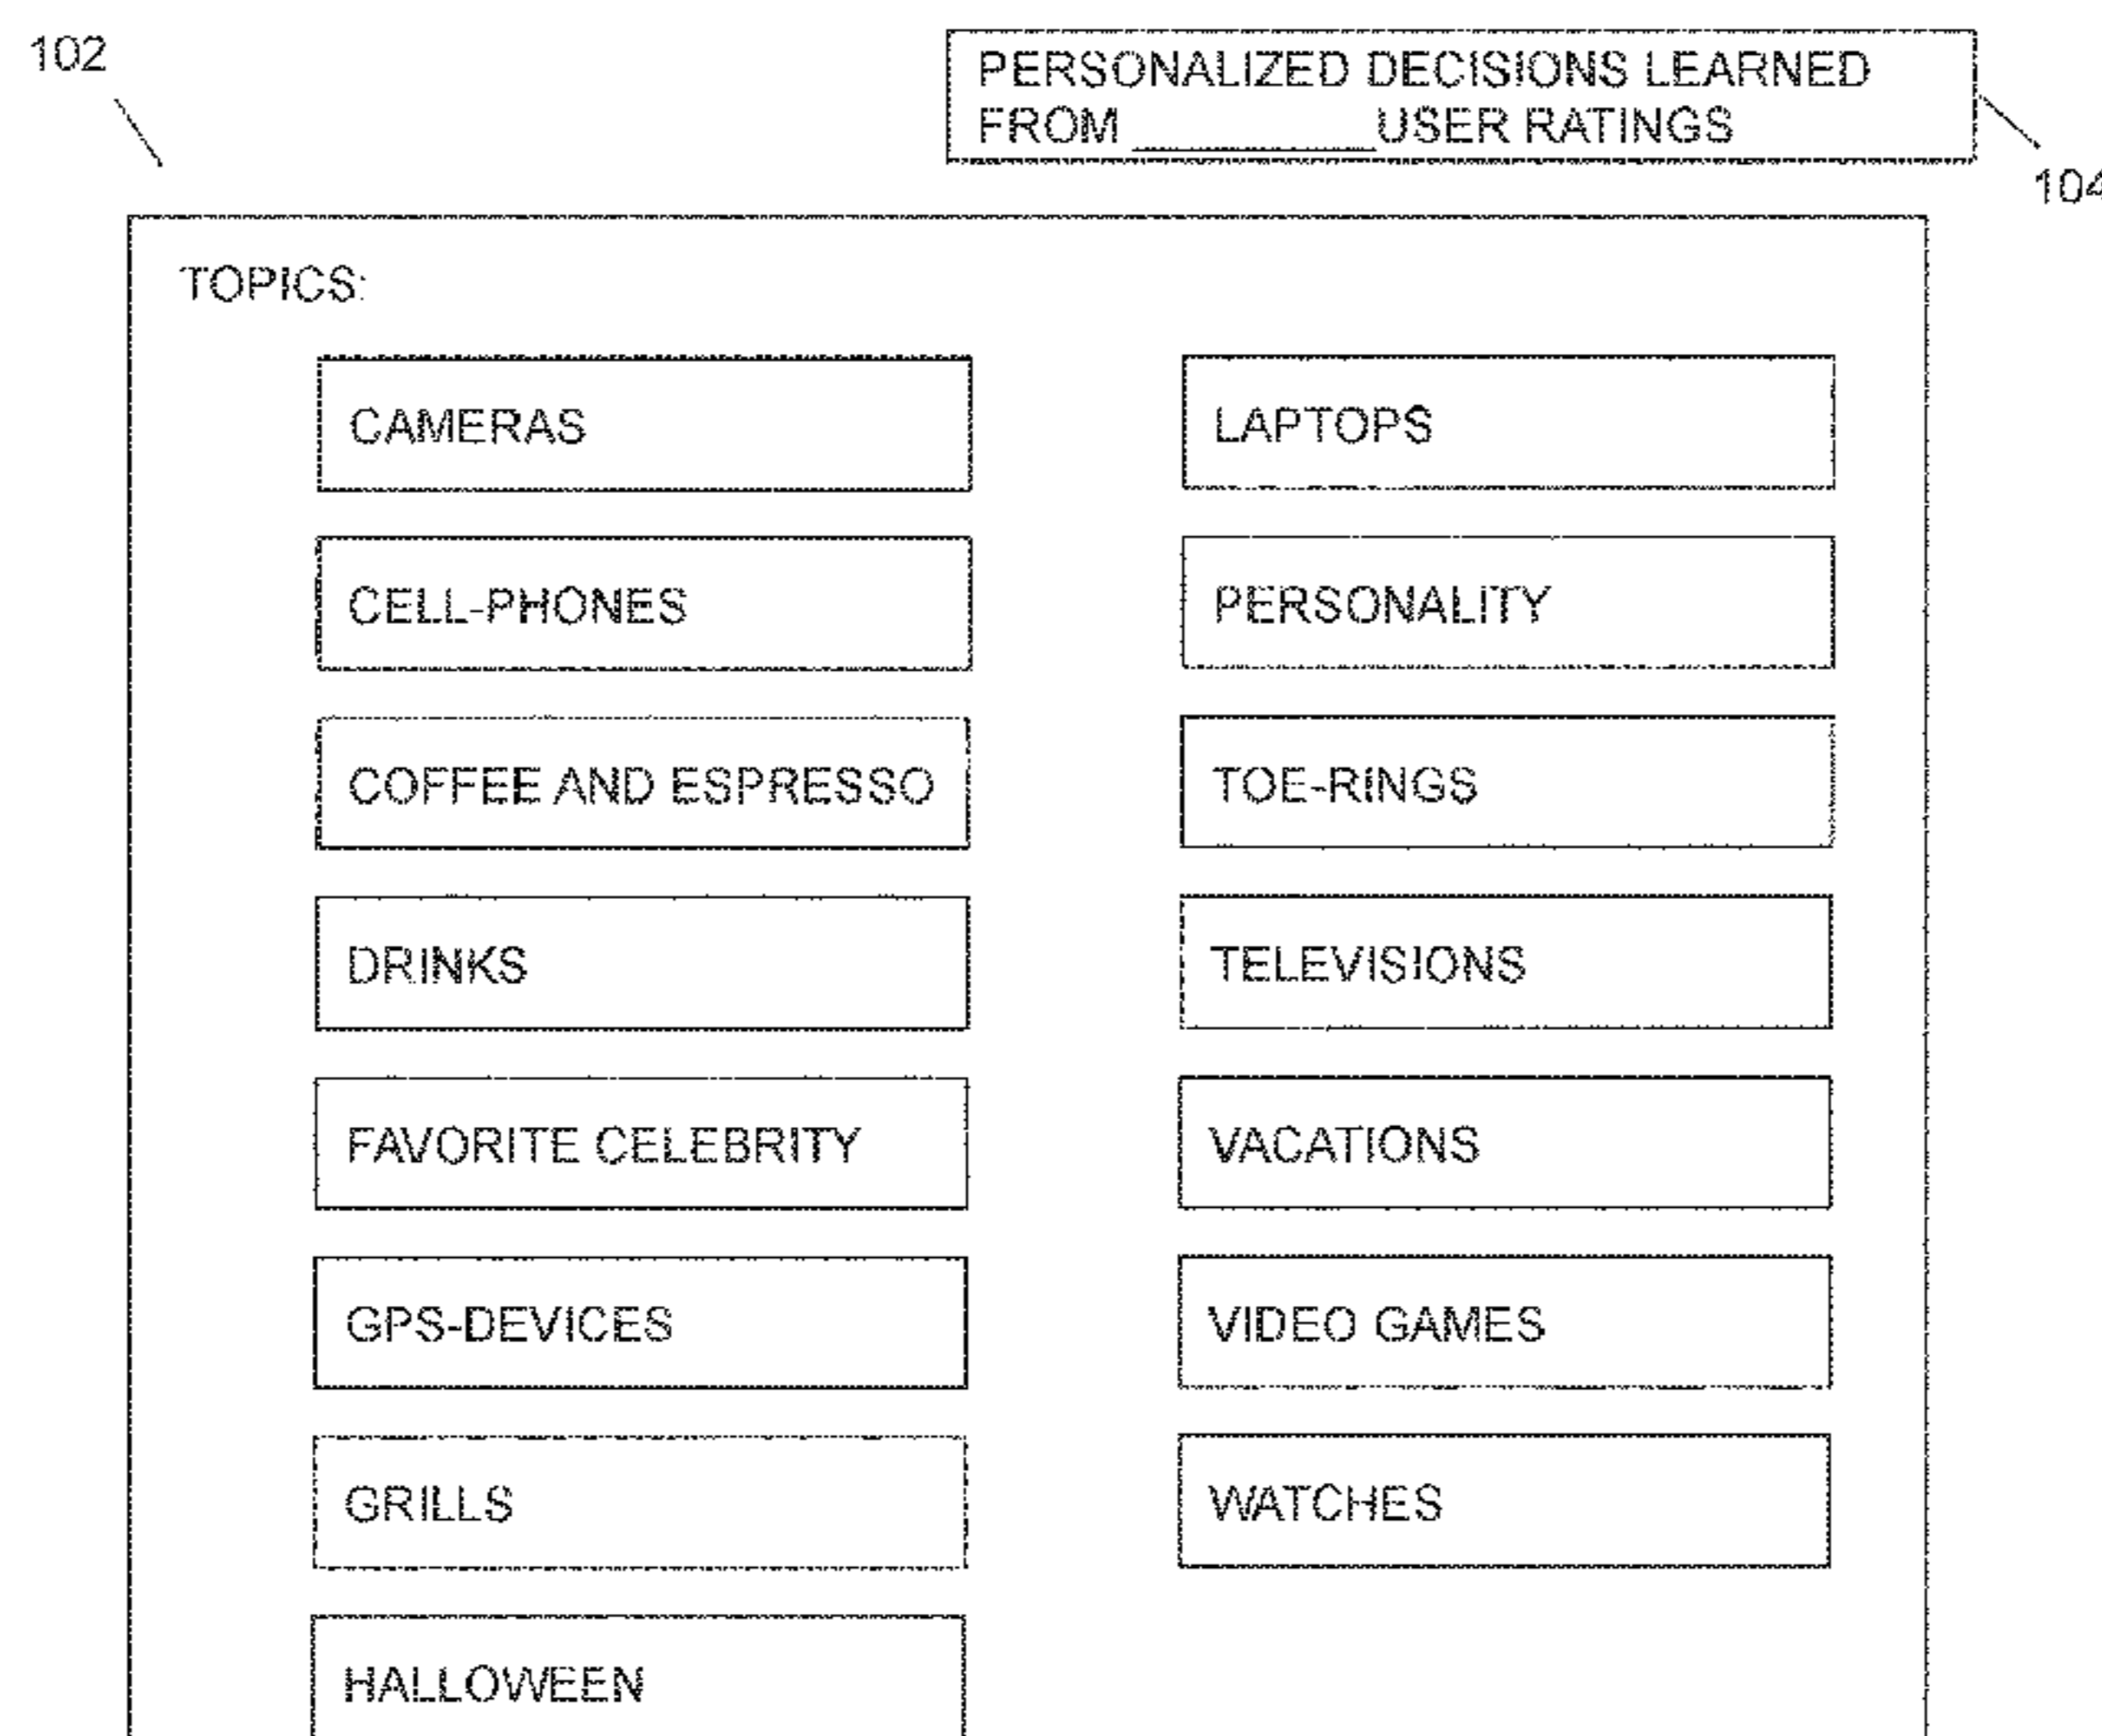 102
PERSONALIZED DECISIONS LEARNED
FROM __________ USER RATINGS
104
TOPICS:
CAMERAS
LAPTOPS
CELL-PHONES
PERSONALITY
COFFEE AND ESPRESSO
TOE-RINGS
DRINKS
TELEVISIONS
FAVORITE CELEBRITY
VACATIONS
GPS-DEVICES
VIDEO GAMES
GRILLS
WATCHES
HALLOWEEN